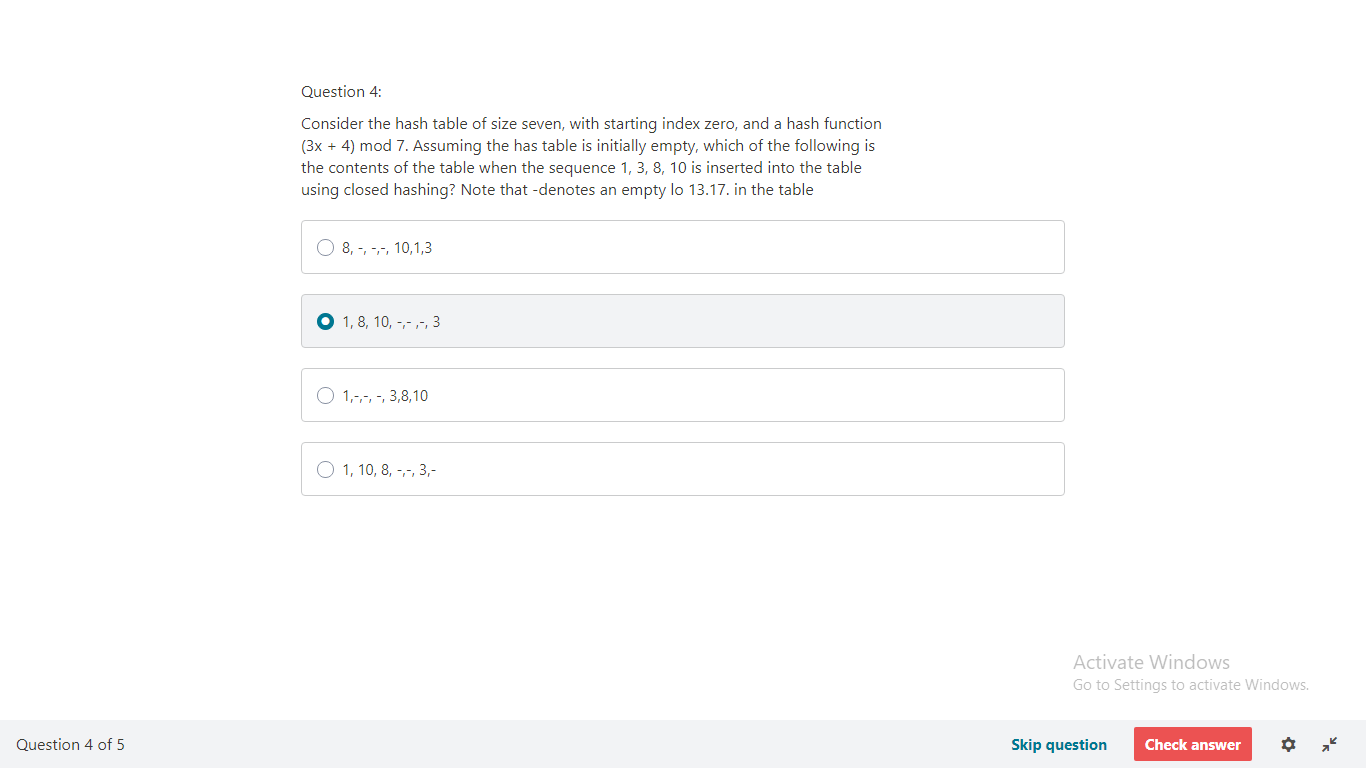 Question 4:
Consider the hash table of size seven, with starting index zero, and a hash function
(3x + 4) mod 7. Assuming the has table is initially empty, which of the following is
the contents of the table when the sequence 1, 3, 8, 10 is inserted into the table
using closed hashing? Note that -denotes an empty lo 13.17. in the table
8, -, -,-, 10,1,3
1, 8, 10, -,- ,-, 3
1,-,-, -, 3,8,10
1, 10, 8, -,-, 3,-
Activate Windows
Go to Settings to activate Windows.
Question 4 of 5
Skip question
Check answer